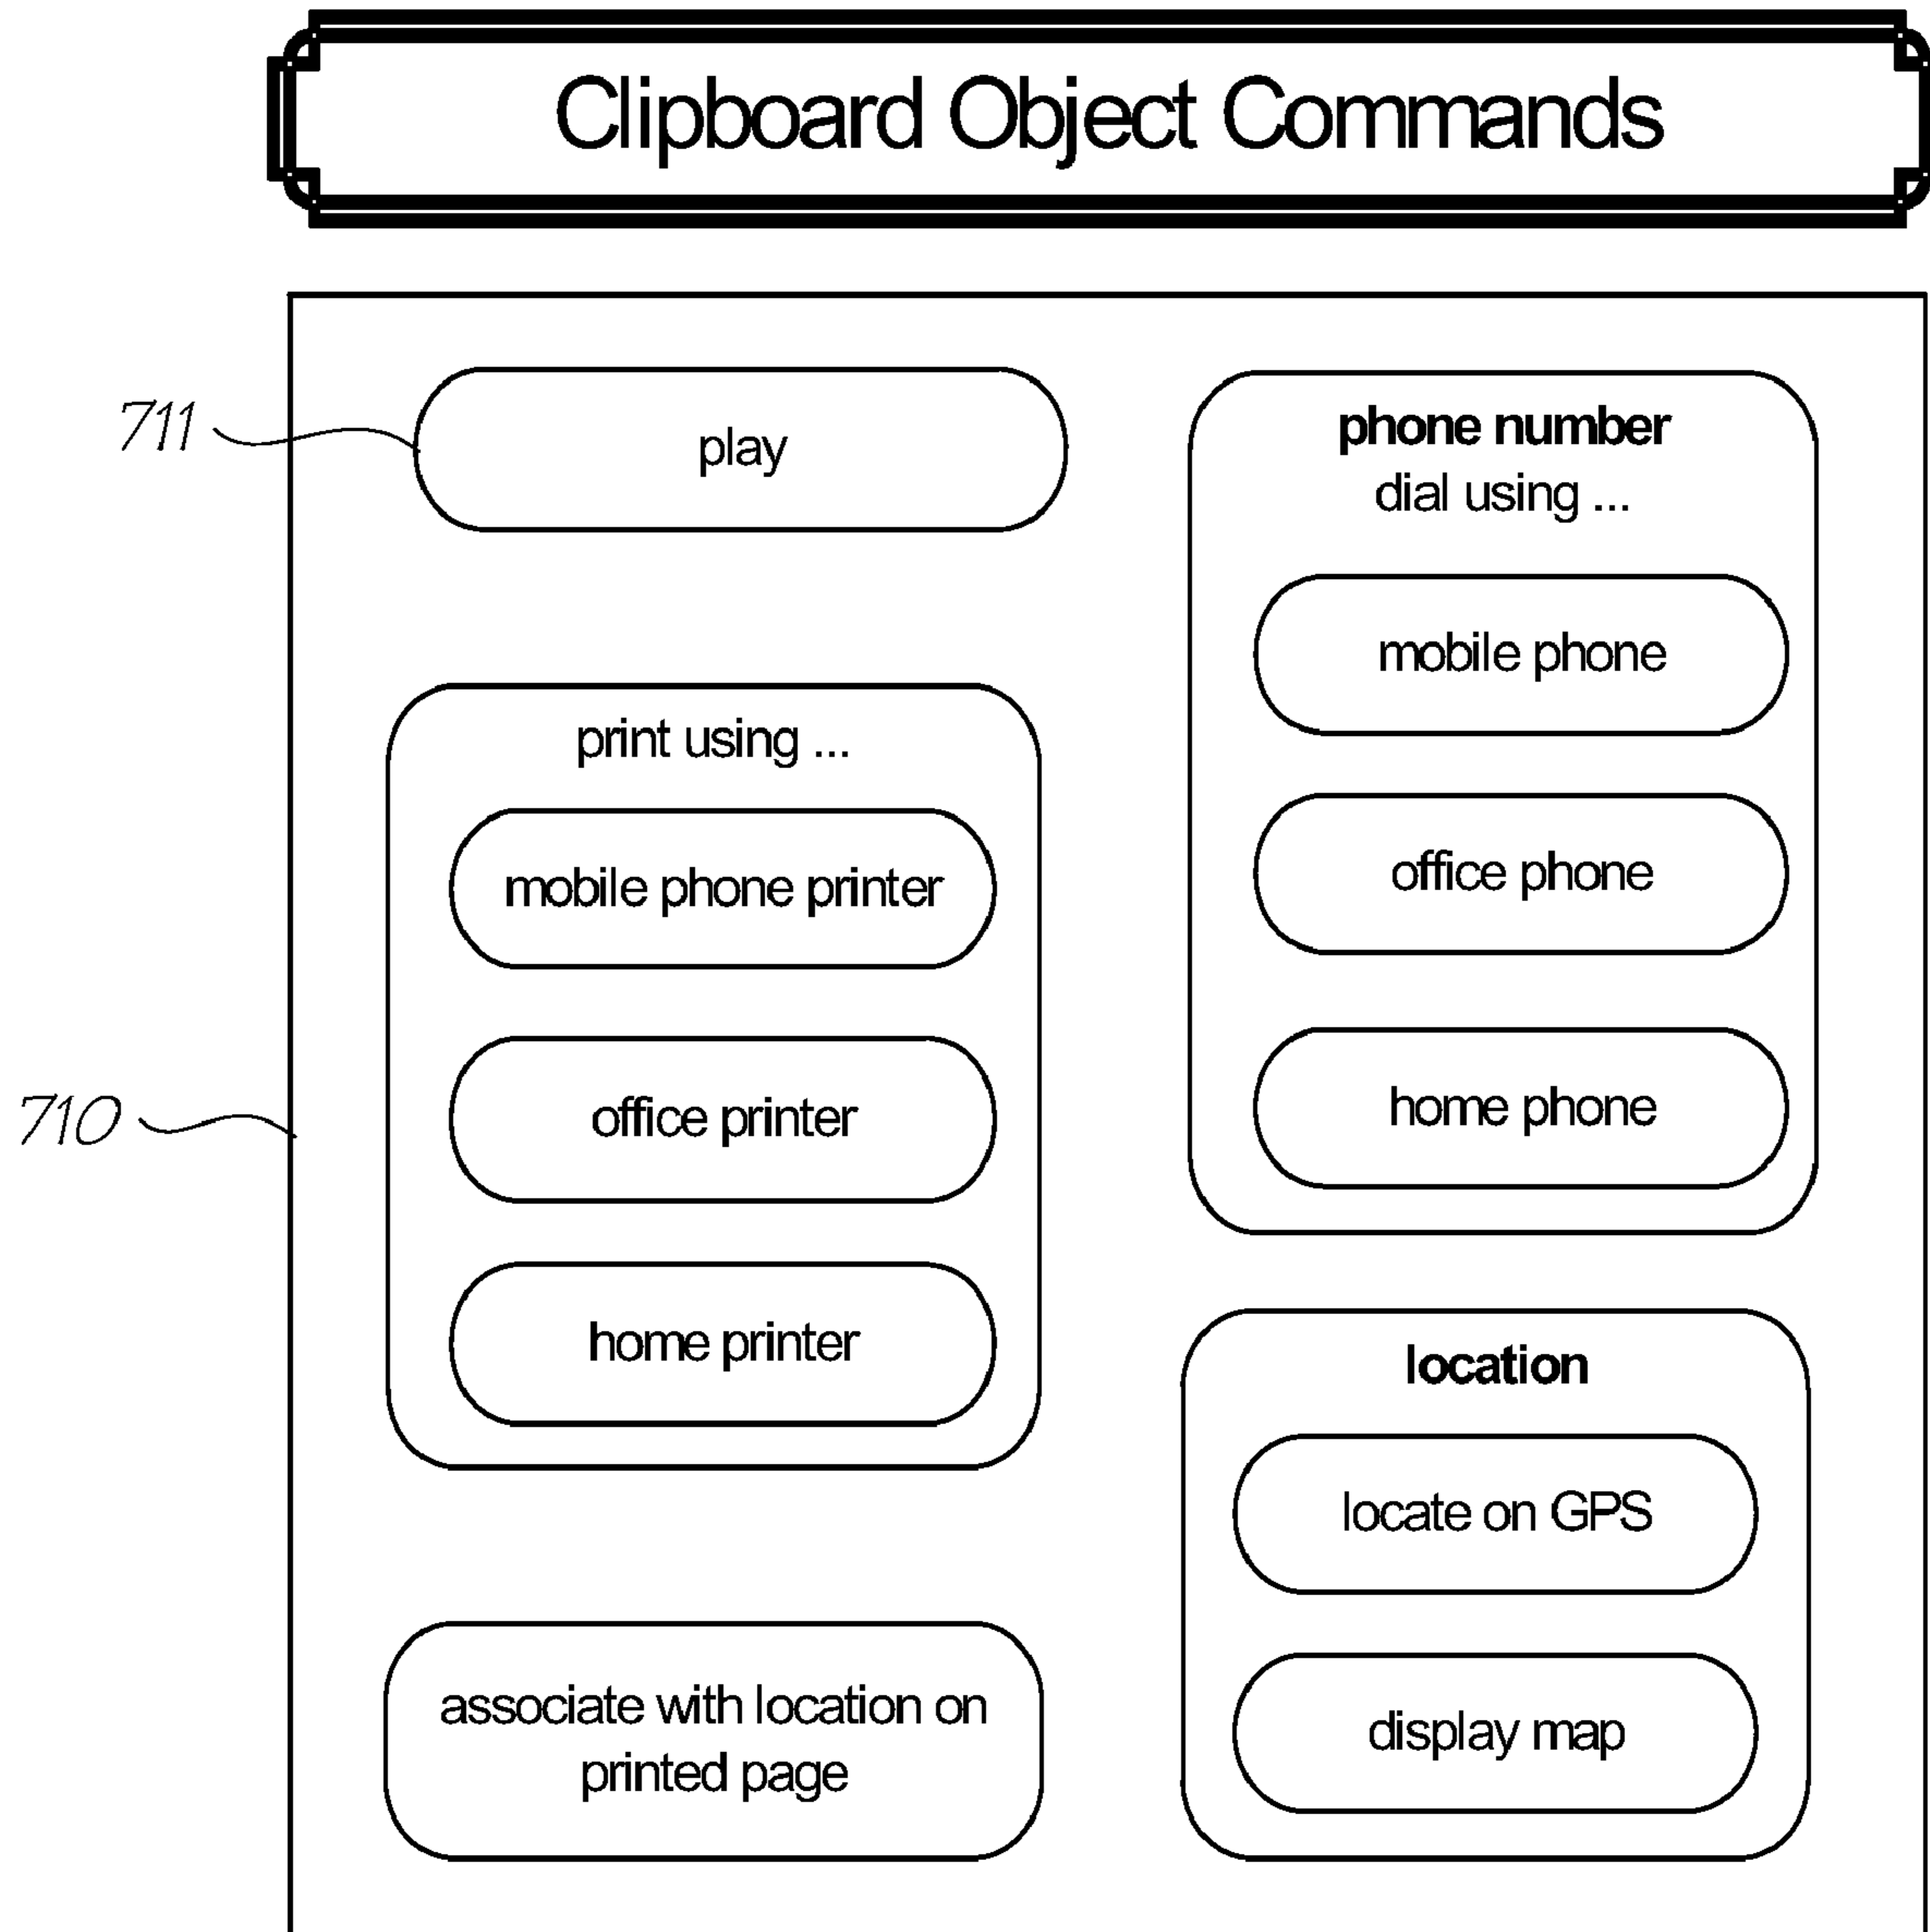 Clipboard Object Commands
711
play
print using ...
mobile phone printer
office printer
home printer
710
associate with location on
printed page
phone number
dial using ...
mobile phone
office phone
home phone
location
locate on GPS
display map